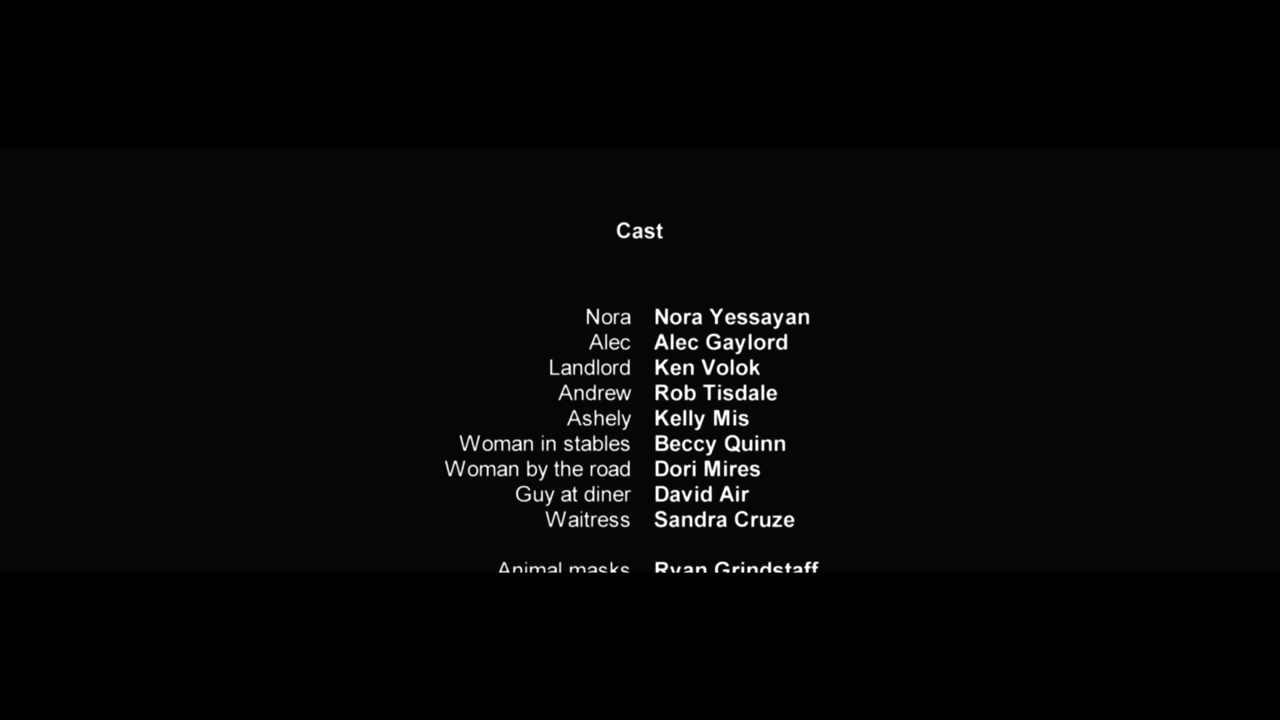 Cast
Nora Nora Yessayan
Alec Alec Gaylord
Landlord Ken Volok
Andrew Rob Tisdale
Ashely Kelly Mis
Woman in stables Beccy Quinn
Woman by the road Dori Mires
Guy at diner David Air
Waitress Sandra Cruze
Animal masks Ryan Grindstaff